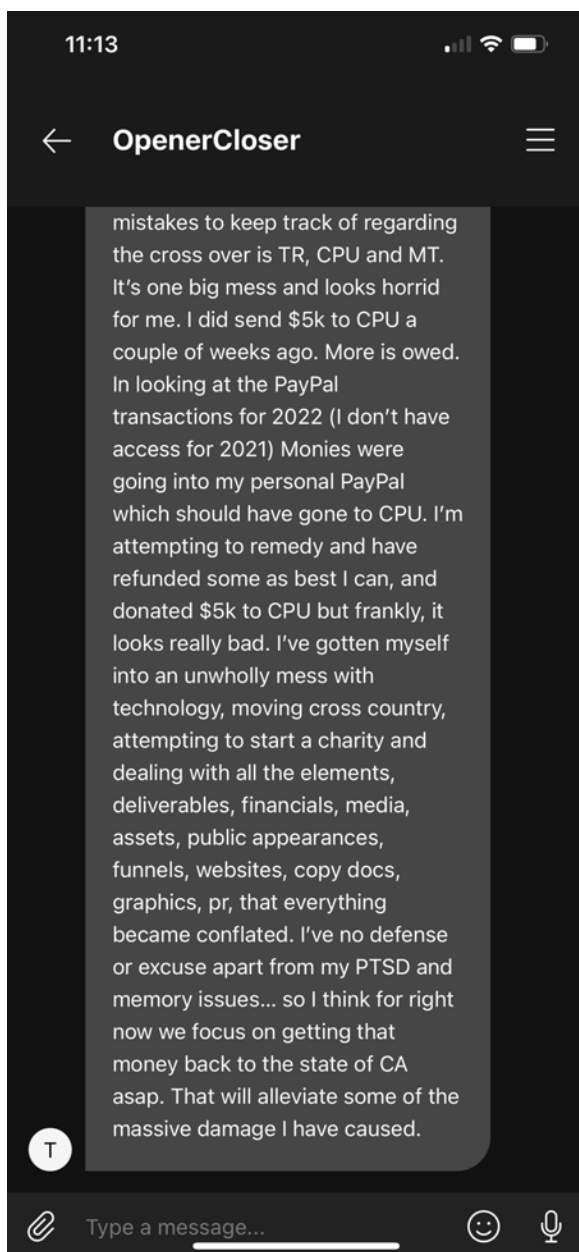 11:13
OpenerCloser
mistakes to keep track of regarding
the cross over is TR, CPU and MT.
It's one big mess and looks horrid
for me. I did send $5k to CPU a
couple of weeks ago. More is owed.
In looking at the PayPal
transactions for 2022 (I don't have
access for 2021) Monies were
going into my personal PayPal
which should have gone to CPU. I'm
attempting to remedy and have
refunded some as best I can, and
donated $5k to CPU but frankly, it
looks really bad. I've gotten myself
into an unwholly mess with
technology, moving cross country,
attempting to start a charity and
dealing with all the elements,
deliverables, financials, media,
assets, public appearances,
funnels, websites, copy docs,
graphics, pr, that everything
became conflated. I've no defense
or excuse apart from my PTSD and
memory issues... so I think for right
now we focus on getting that
money back to the state of CA
asap. That will alleviate some of the
massive damage I have caused.
T
Type a message...